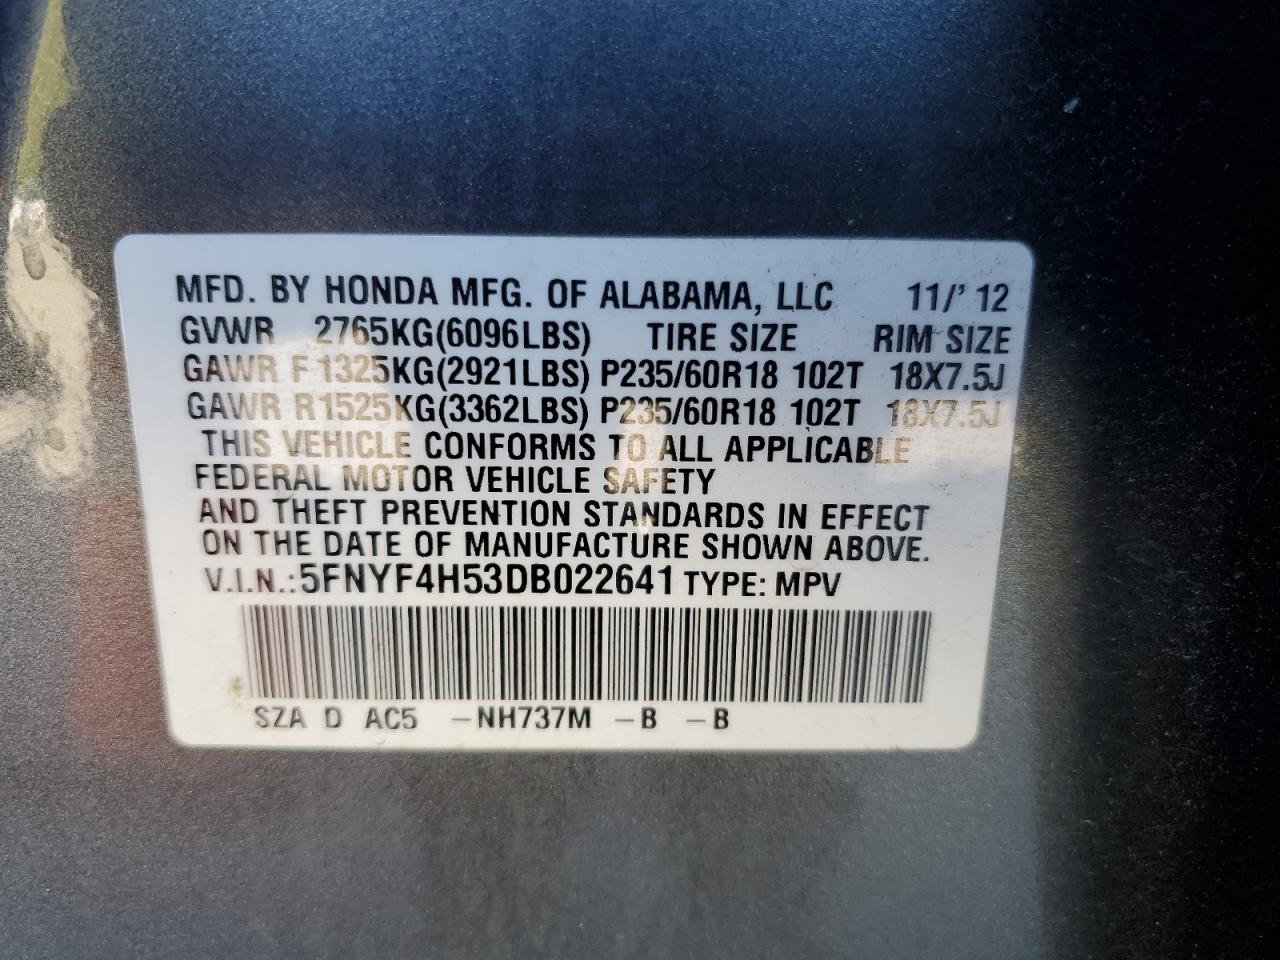 MFD. BY HONDA MFG. OF ALABAMA, LLC 11/' 12
GVWR 2765KG(6096LBS) TIRE SIZE RIM SIZE
GAWR F 1325KG(2921LBS) P235/60R18 102T 18X7.5J
GAWR R1525KG(3362LBS) P235/60R18 102T 18X7.5J
THIS VEHICLE CONFORMS TO ALL APPLICABLE
FEDERAL MOTOR VEHICLE SAFETY
AND THEFT PREVENTION STANDARDS IN EFFECT
ON THE DATE OF MANUFACTURE SHOWN ABOVE.
V.I.N.: 5FNYF4H53DB022641 TYPE: MPV
SZA D AC5 –NH737M –B –B